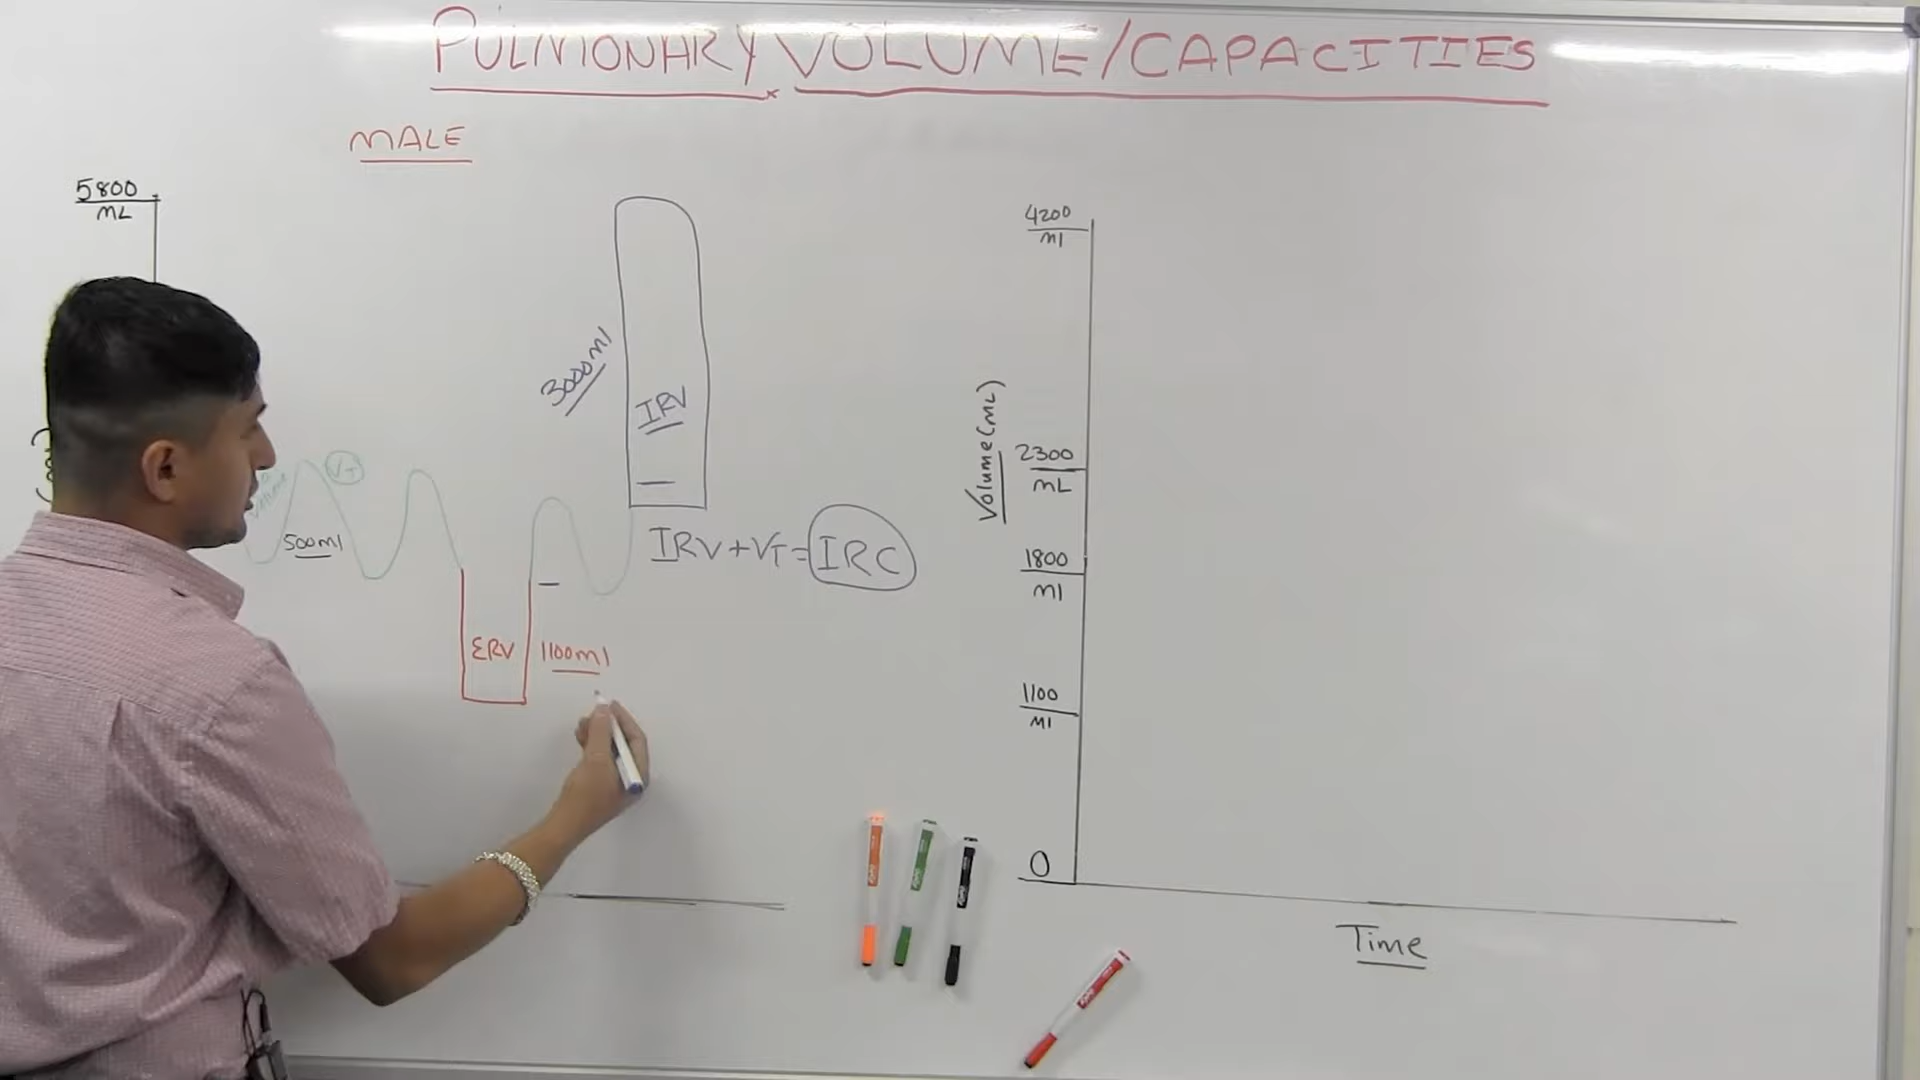 PULMONARY VOLUME/CAPACITIES
MALE
5800
ML
3000ml
IRV
VT
500ml
IRV+VT=IRC
ERV
1100ml
4200
ml
Volume (mL)
2300
mL
1800
ml
1100
ml
0
Time